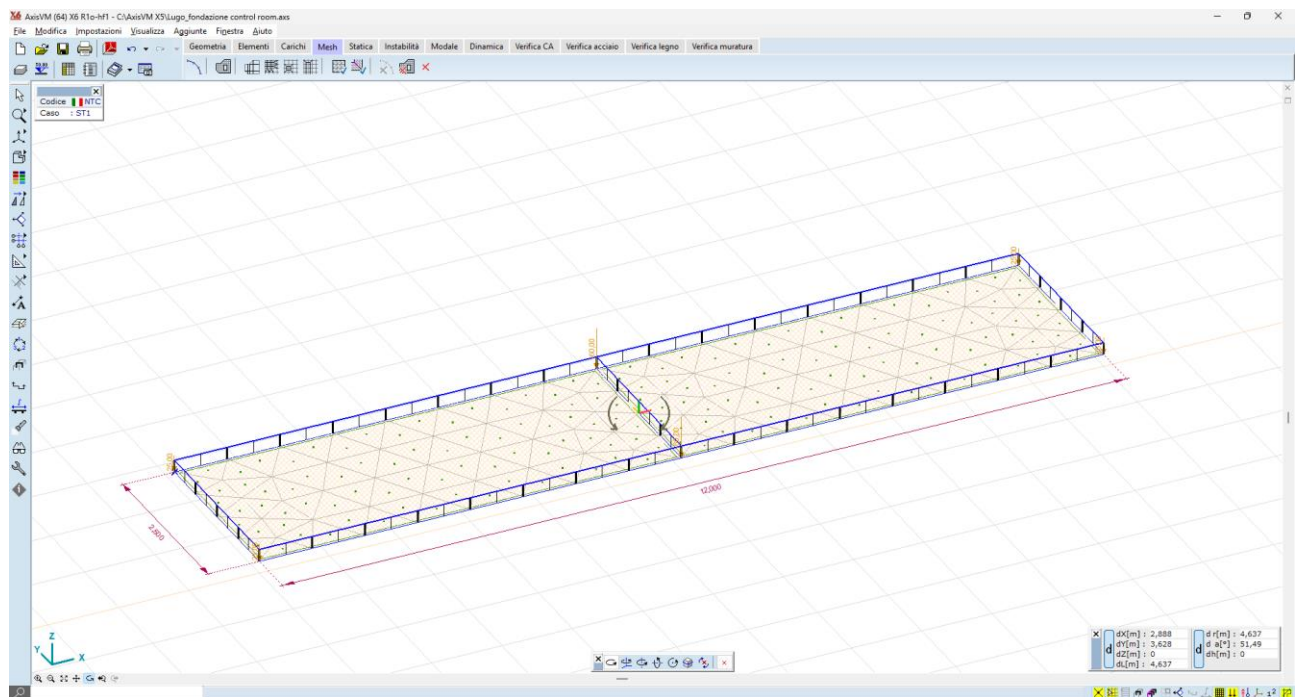 AxisVM (64) X6 R1o-hf1 - C:\AxisVM X5\Lugo_fondazione control room.axs
File Modifica Impostazioni Visualizza Aggiunte Finestra Aiuto
Geometria Elementi Carichi Mesh Statica Instabilità Modale Dinamica Verifica CA Verifica acciaio Verifica legno Verifica muratura
Codice NTC
Caso : ST1
12,000
dX[m] : 2,888
dY[m] : 3,628
dZ[m] : 0
dL[m] : 4,637
d r[m] : 4,637
d a[°] : 51,49
dh[m] : 0
d
d
Z
Y
X